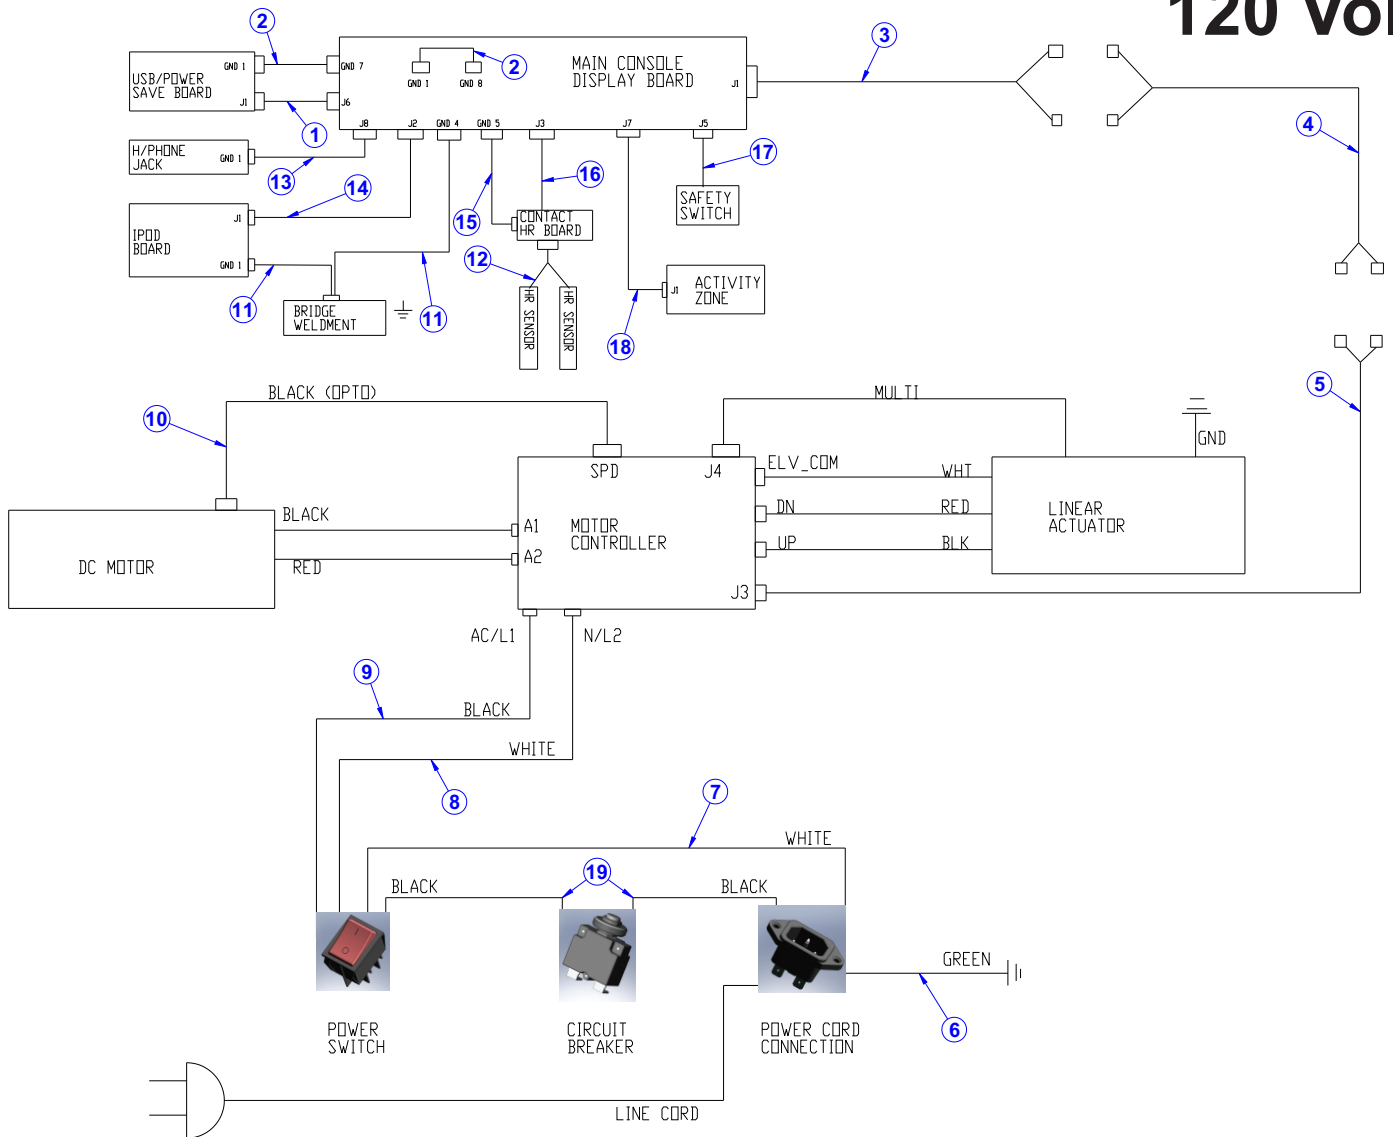 120 Vol
2
3
USB/POWER
SAVE BOARD
GND 1
J1
1
GND 7
J6
GND 1
GND 8
2
MAIN CONSOLE
DISPLAY BOARD
J1
J8
J2
GND 4
GND 5
J3
J7
J5
4
H/PHONE
JACK
GND 1
13
14
15
16
17
SAFETY
SWITCH
IPOD
BOARD
J1
GND 1
11
BRIDGE
WELDMENT
11
CONTACT
HR BOARD
12
HR SENSOR
HR SENSOR
18
J1
ACTIVITY
ZONE
5
BLACK (OPTO)
10
MULTI
GND
SPD
J4
ELV_COM
WHT
DN
RED
UP
BLK
LINEAR
ACTUATOR
BLACK
RED
DC MOTOR
A1
A2
MOTOR
CONTROLLER
J3
AC/L1
N/L2
9
BLACK
WHITE
8
7
WHITE
BLACK
19
BLACK
GREEN
6
POWER
SWITCH
CIRCUIT
BREAKER
POWER CORD
CONNECTION
LINE CORD